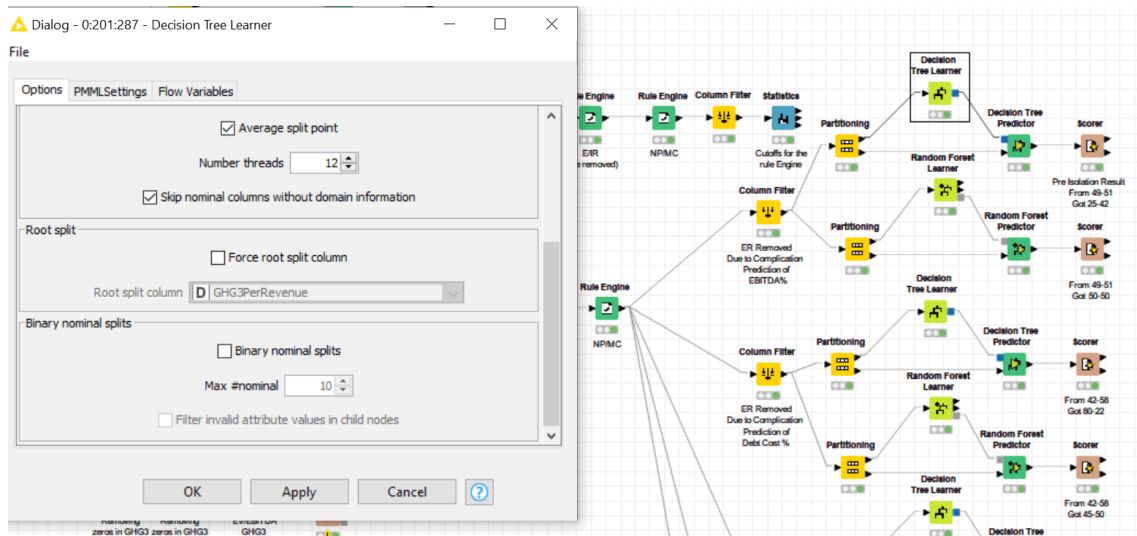 Dialog - 0:201:287 - Decision Tree Learner
File
Options
PMMLSettings
Flow Variables
Average split point
Number threads
12
Skip nominal columns without domain information
Root split
Force root split column
Root split column
D
GHG3PerRevenue
Binary nominal splits
Binary nominal splits
Max #nominal
10
Filter invalid attribute values in child nodes
OK
Apply
Cancel
?
Removing
zeros in GHG3
Removing
zeros in GHG3
EV/EBITDA
GHG3
Engine
E/IR
removed)
Rule Engine
NP/MC
Column Filter
Statistics
Cutoffs for the
rule Engine
Rule Engine
NP/MC
Column Filter
ER Removed
Due to Complication
Prediction of
EBITDA%
Partitioning
Decision
Tree Learner
Decision Tree
Predictor
Scorer
Pre Isolation Result
From 49-51
Got 25-42
Partitioning
Random Forest
Learner
Random Forest
Predictor
Scorer
From 49-51
Got 50-50
Column Filter
ER Removed
Due to Complication
Prediction of
Debt Cost %
Partitioning
Decision
Tree Learner
Decision Tree
Predictor
Scorer
From 42-58
Got 80-22
Partitioning
Random Forest
Learner
Random Forest
Predictor
Scorer
From 42-58
Got 45-50
Decision
Tree Learner
Decision Tree